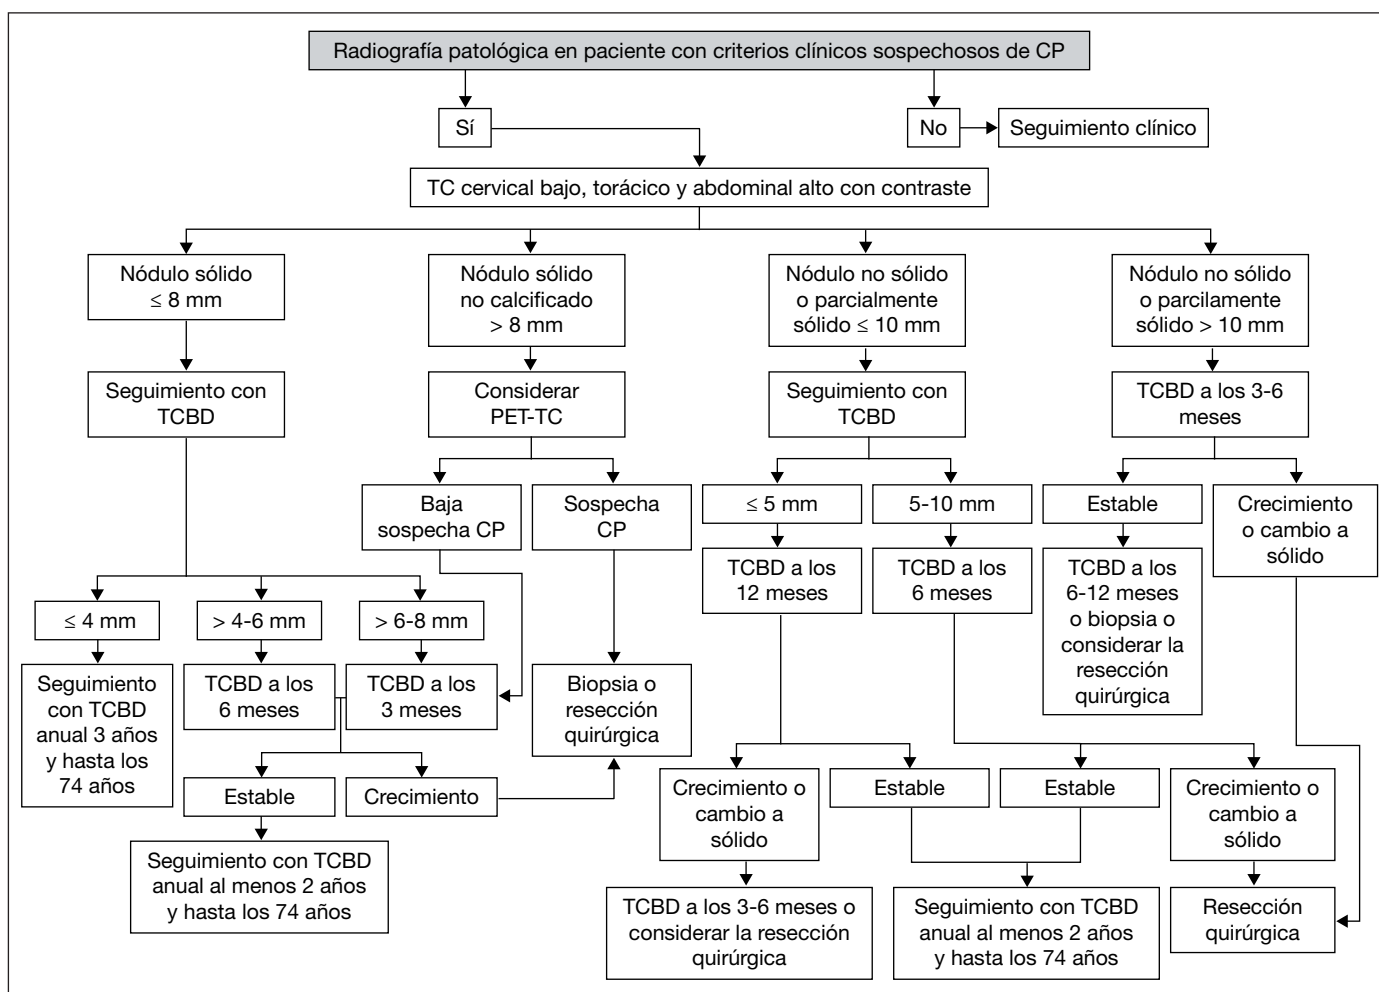 Radiografía patológica en paciente con criterios clínicos sospechosos de CP
Sí
No
Seguimiento clínico
TC cervical bajo, torácico y abdominal alto con contraste
Nódulo sólido
≤ 8 mm
Nódulo sólido
no calcificado
> 8 mm
Nódulo no sólido
o parcialmente
sólido ≤ 10 mm
Nódulo no sólido
o parcilamente
sólido > 10 mm
Seguimiento con
TCBD
Considerar
PET-TC
Seguimiento con
TCBD
TCBD a los 3-6
meses
Baja
sospecha CP
Sospecha
CP
≤ 5 mm
5-10 mm
Estable
Crecimiento
o cambio a
sólido
TCBD a los
12 meses
TCBD a los
6 meses
TCBD a los
6-12 meses
o biopsia o
considerar la
resección
quirúrgica
≤ 4 mm
> 4-6 mm
> 6-8 mm
Seguimiento
con TCBD
anual 3 años
y hasta los
74 años
TCBD a los
6 meses
TCBD a los
3 meses
Biopsia o
resección
quirúrgica
Estable
Crecimiento
Crecimiento o
cambio a
sólido
Estable
Estable
Crecimiento o
cambio a
sólido
Seguimiento con TCBD
anual al menos 2 años
y hasta los 74 años
TCBD a los 3-6 meses o
considerar la resección
quirúrgica
Seguimiento con TCBD
anual al menos 2 años
y hasta los 74 años
Resección
quirúrgica